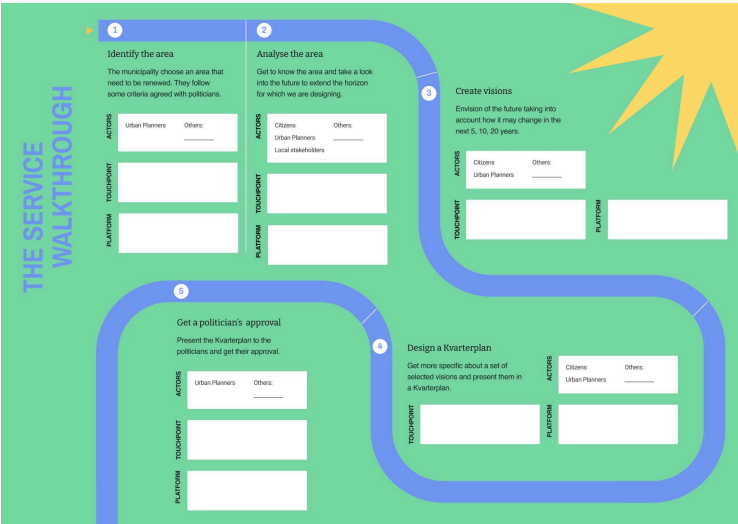 THE SERVICE
WALKTHROUGH
1
Identify the area
The municipality choose an area that
need to be renewed. They follow
some criteria agreed with politicians.
ACTORS
Urban Planners Others:
TOUCHPOINT
PLATFORM
2
Analyse the area
Get to know the area and take a look
into the future to extend the horizon
for which we are designing.
ACTORS
Citizens Others:
Urban Planners
Local stakeholders
TOUCHPOINT
PLATFORM
3
Create visions
Envision of the future taking into
account how it may change in the
next 5, 10, 20 years.
ACTORS
Citizens Others:
Urban Planners
TOUCHPOINT
PLATFORM
4
Design a Kvarterplan
Get more specific about a set of
selected visions and present them in
a Kvarterplan.
ACTORS
Citizens Others:
Urban Planners
TOUCHPOINT
PLATFORM
5
Get a politician's approval
Present the Kvarterplan to the
politicians and get their approval.
ACTORS
Urban Planners Others:
TOUCHPOINT
PLATFORM